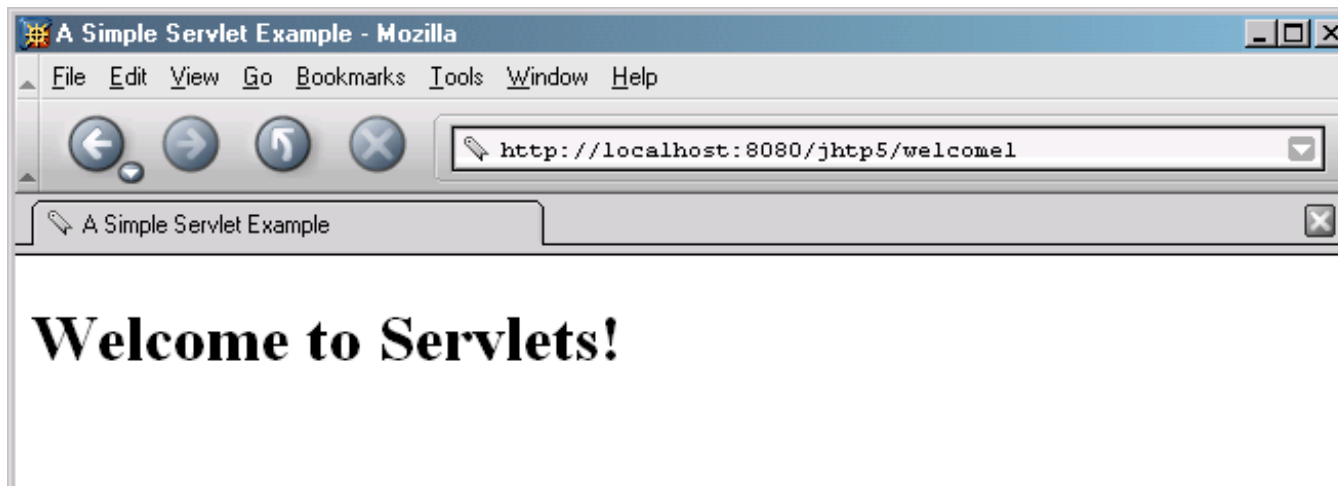 A Simple Servlet Example - Mozilla
File Edit View Go Bookmarks Tools Window Help
http://localhost:8080/jhtp5/welcome1
A Simple Servlet Example
Welcome to Servlets!